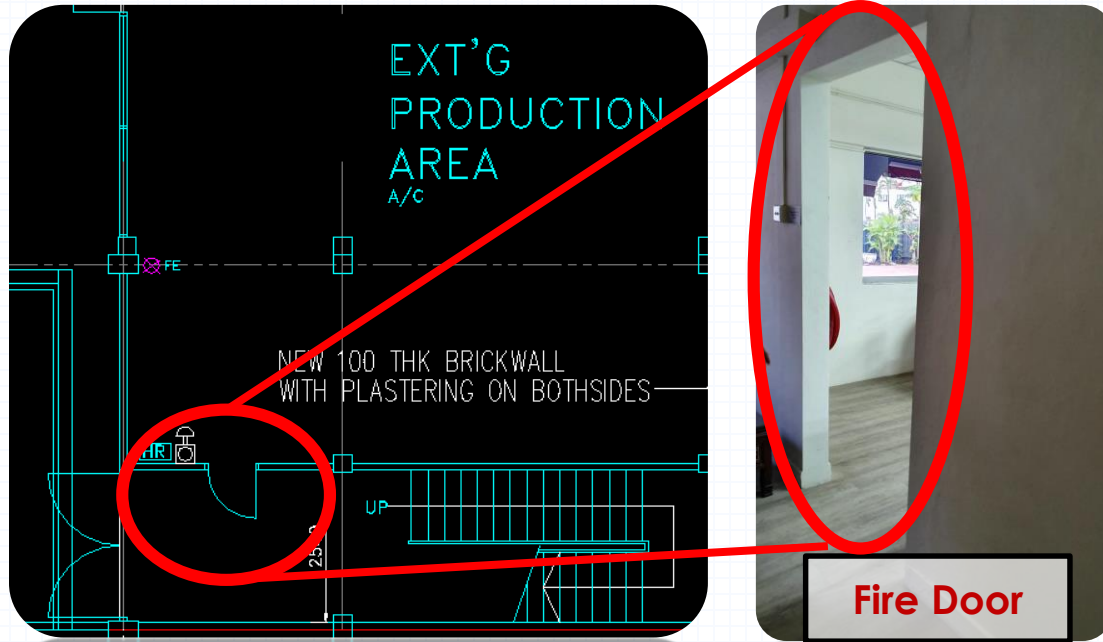 EXT'G
PRODUCTION
AREA
A/C
FE
NEW 100 THK BRICKWALL
WITH PLASTERING ON BOTHSIDES
HR
UP
Fire Door